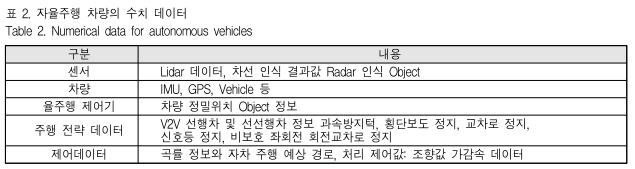 표 2. 자율주행 차량의 수치 데이터
Table 2. Numerical data for autonomous vehicles
구분 내용
센서 Lidar 데이터, 차선 인식 결과값 Radar 인식 Object
차량 IMU, GPS, Vehicle 등
율주행 제어기 차량 정밀위치 Object 정보
주행 전략 데이터 V2V 선행차 및 선선행차 정보 과속방지턱, 횡단보도 정지, 교차로 정지,
신호등 정지, 비보호 좌회전 회전교차로 정지
제어데이터 곡률 정보와 자차 주행 예상 경로, 처리 제어값: 조향값 가감속 데이터